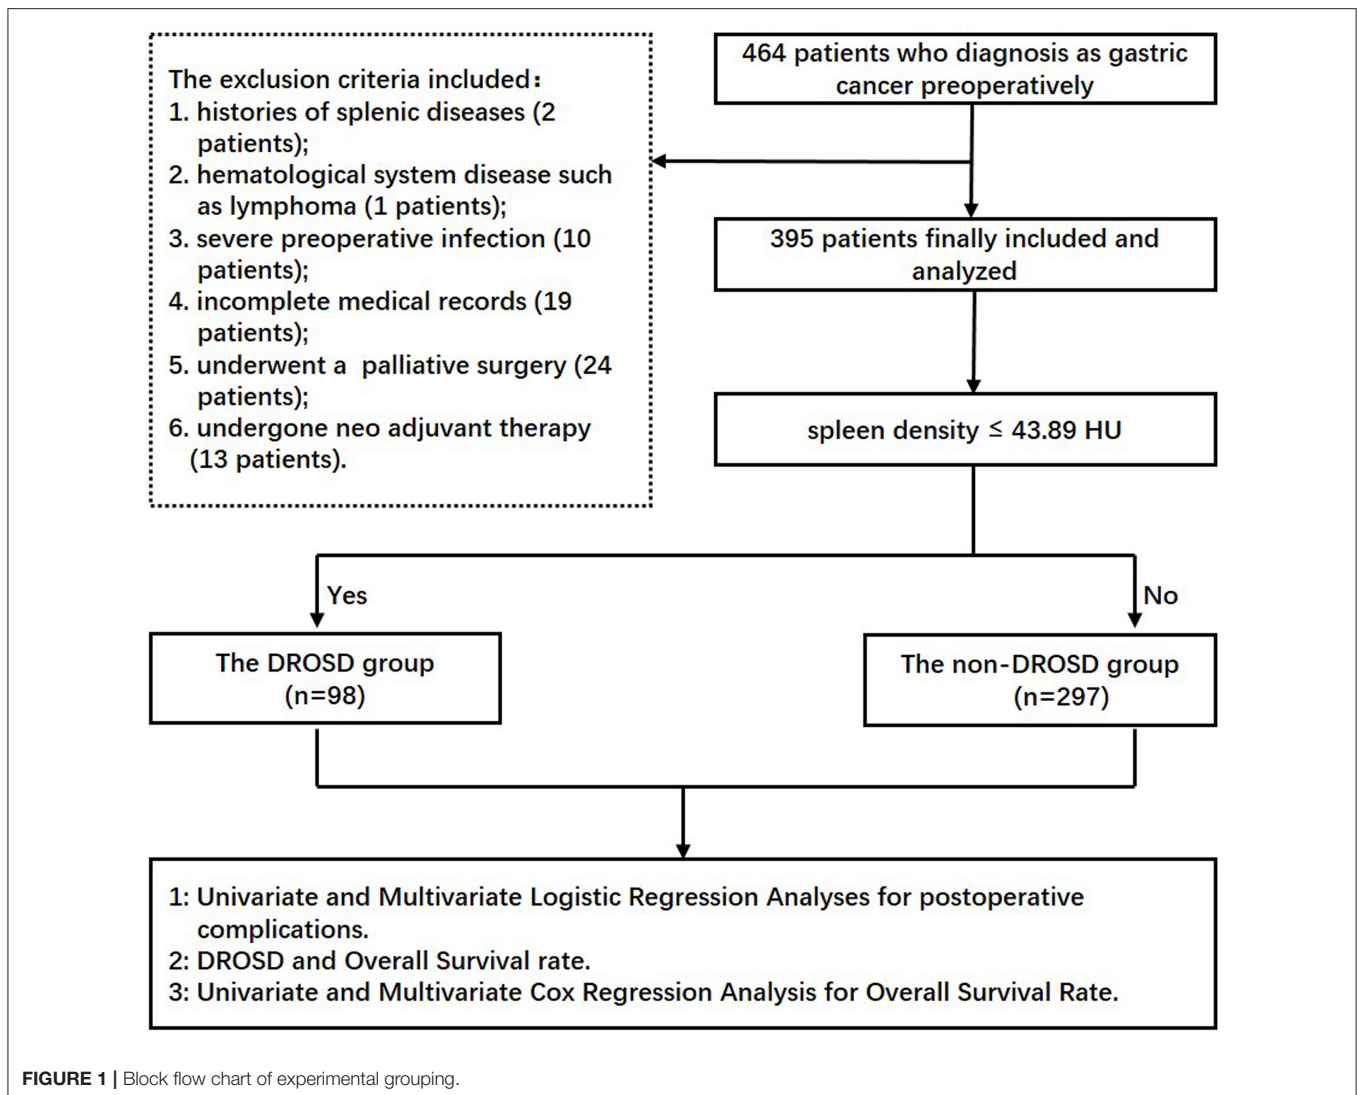 The exclusion criteria included：
1. histories of splenic diseases (2
patients);
2. hematological system disease such
as lymphoma (1 patients);
3. severe preoperative infection (10
patients);
4. incomplete medical records (19
patients);
5. underwent a  palliative surgery (24
patients);
6. undergone neo adjuvant therapy
(13 patients).
464 patients who diagnosis as gastric
cancer preoperatively
395 patients finally included and
analyzed
spleen density ≤ 43.89 HU
Yes
No
The DROSD group
(n=98)
The non-DROSD group
(n=297)
1: Univariate and Multivariate Logistic Regression Analyses for postoperative
complications.
2: DROSD and Overall Survival rate.
3: Univariate and Multivariate Cox Regression Analysis for Overall Survival Rate.
FIGURE 1 | Block flow chart of experimental grouping.